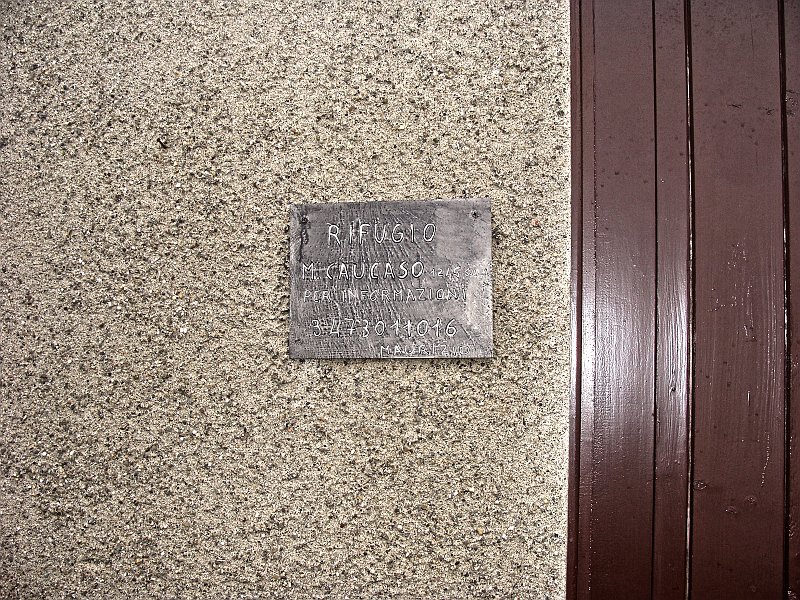 RIFUGIO
M. CAUCASO
PER INFORMAZIONI
3473011016